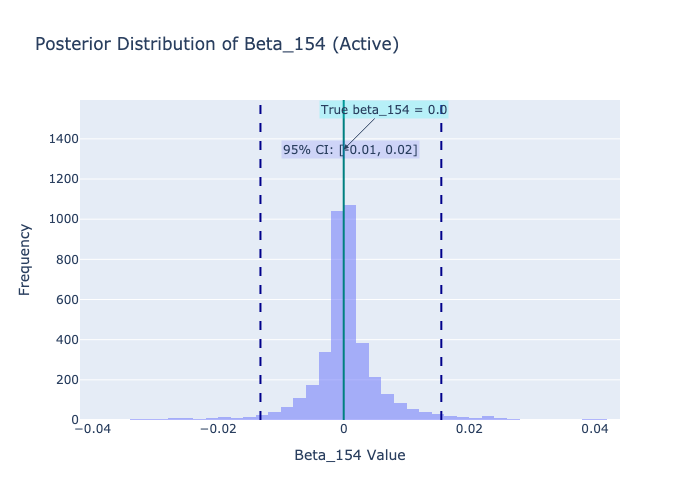 Posterior Distribution of Beta_154 (Active)
True beta_154 = 0.0
95% CI: [-0.01, 0.02]
1400
1200
1000
800
600
400
200
0
Frequency
−0.04
−0.02
0
0.02
0.04
Beta_154 Value